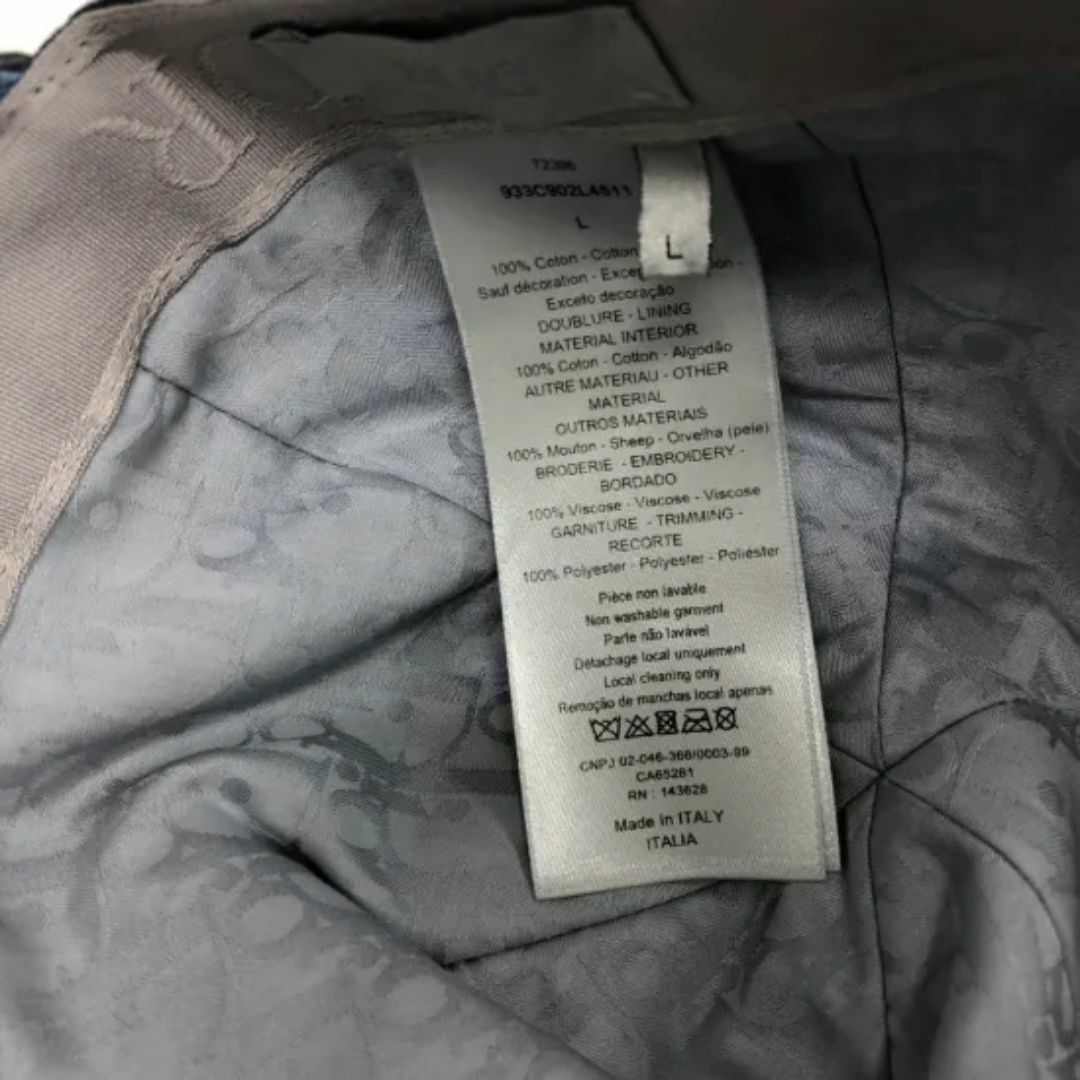 72386
933C902L4511
L
L
100% Coton - Cotton
Sauf décoration -
Exceto decoração
DOUBLURE - LINING
MATERIAL INTERIOR
100% Coton - Cotton - Algodão
AUTRE MATERIAU - OTHER
MATERIAL
OUTROS MATERIAIS
100% Mouton - Sheep - Orvelha (pele)
BRODERIE - EMBROIDERY -
BORDADO
100% Viscose - Viscose - Viscose
GARNITURE - TRIMMING -
RECORTE
100% Polyester - Polyester - Poliéster
Pièce non lavable
Non washable garment
Parte não lavável
Détachage local uniquement
Local cleaning only
Remoção de manchas local apenas
CNPJ 02-046-366/0003-99
CA65281
RN : 143628
Made in ITALY
ITALIA